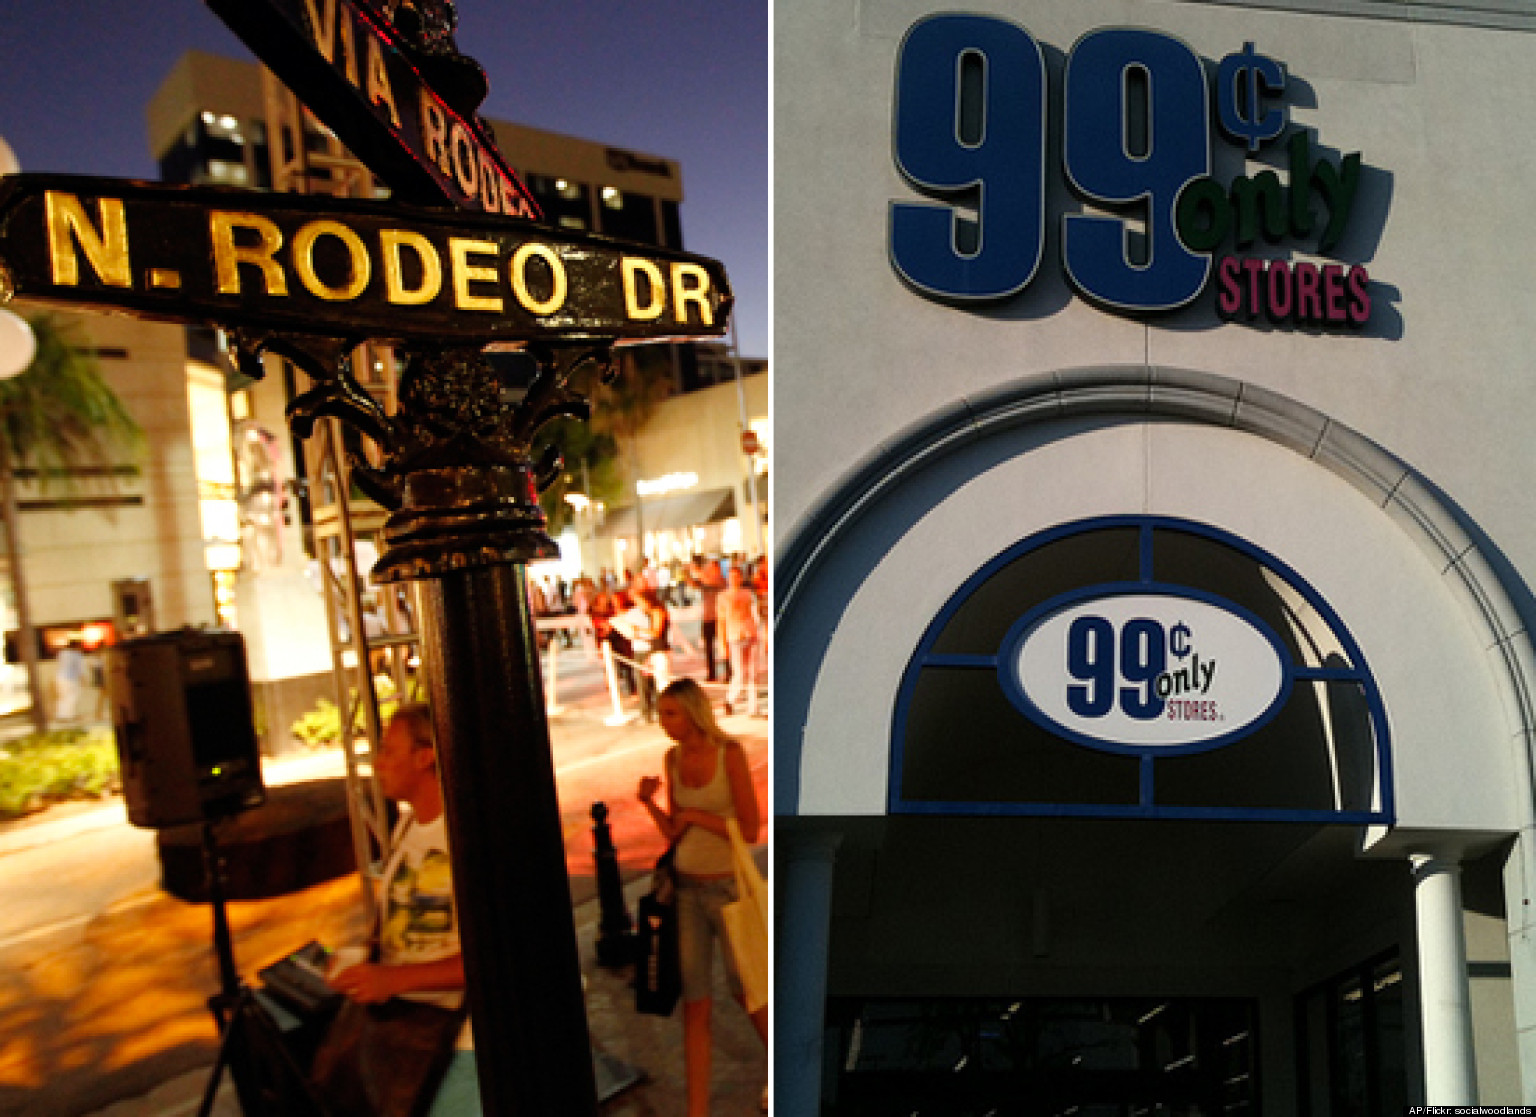 VIA RODEO
N. RODEO DR
99¢
only
STORES
99¢
only
STORES
AP/Flickr: socialwoodlands